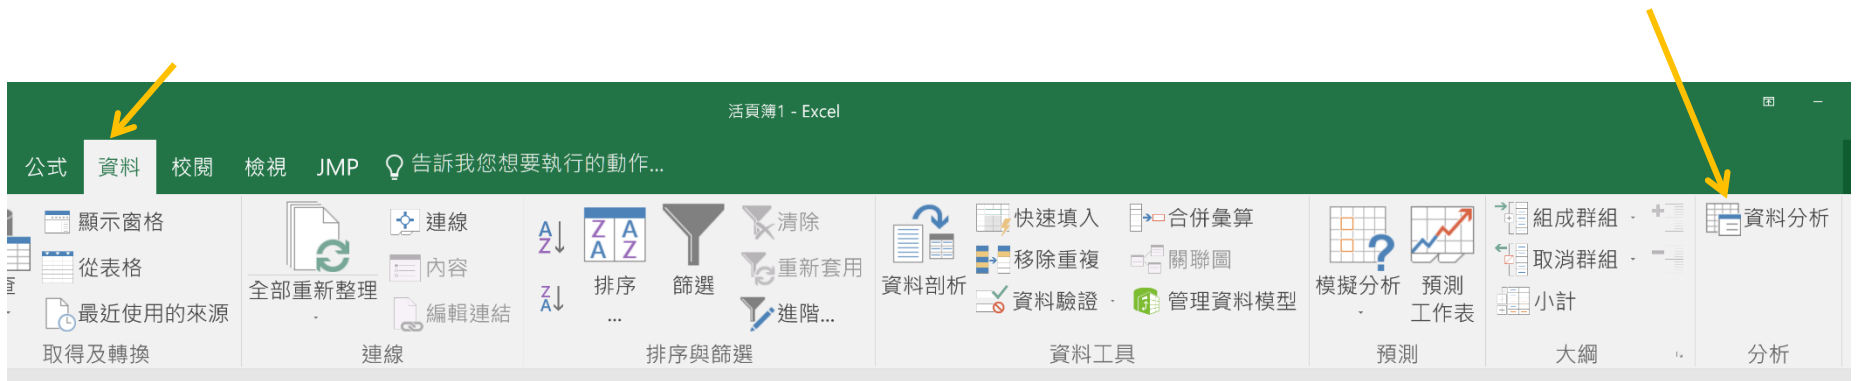 活頁簿1 - Excel
公式 資料 校閱 檢視 JMP 告訴我您想要執行的動作...
顯示窗格
從表格
最近使用的來源
取得及轉換
全部重新整理
連線
內容
編輯連結
連線
排序
...
篩選
清除
重新套用
進階...
排序與篩選
資料剖析
快速填入
移除重複
資料驗證
合併彙算
關聯圖
管理資料模型
資料工具
模擬分析
預測
工作表
預測
組成群組
取消群組
小計
大綱
資料分析
分析